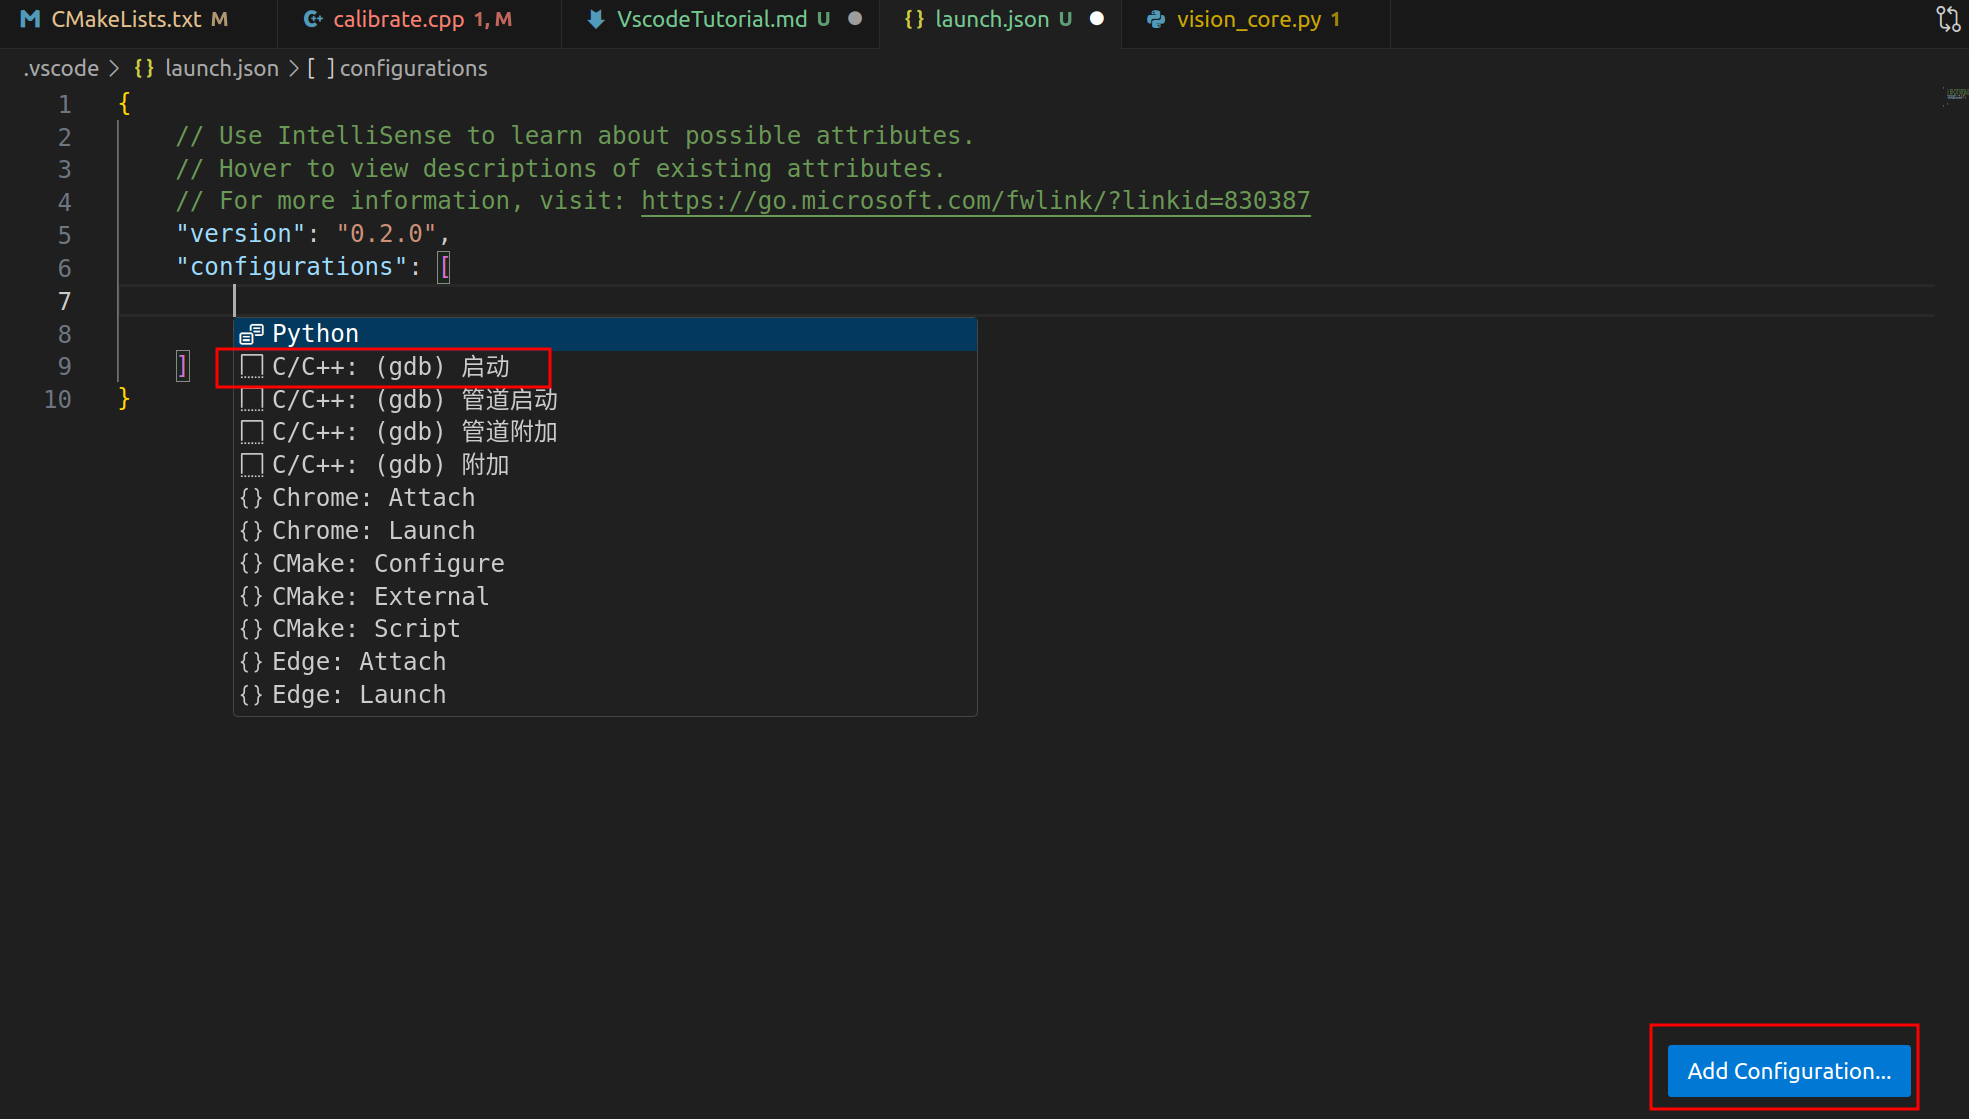 CMakeLists.txt M calibrate.cpp 1, M VscodeTutorial.md U {} launch.json U vision_core.py 1
.vscode > {} launch.json > [ ] configurations
1 {
2 // Use IntelliSense to learn about possible attributes.
3 // Hover to view descriptions of existing attributes.
4 // For more information, visit: https://go.microsoft.com/fwlink/?linkid=830387
5 "version": "0.2.0",
6 "configurations": [
7
8 Python
9 ] C/C++: (gdb) 启动
10 } C/C++: (gdb) 管道启动
C/C++: (gdb) 管道附加
C/C++: (gdb) 附加
{} Chrome: Attach
{} Chrome: Launch
{} CMake: Configure
{} CMake: External
{} CMake: Script
{} Edge: Attach
{} Edge: Launch
Add Configuration...